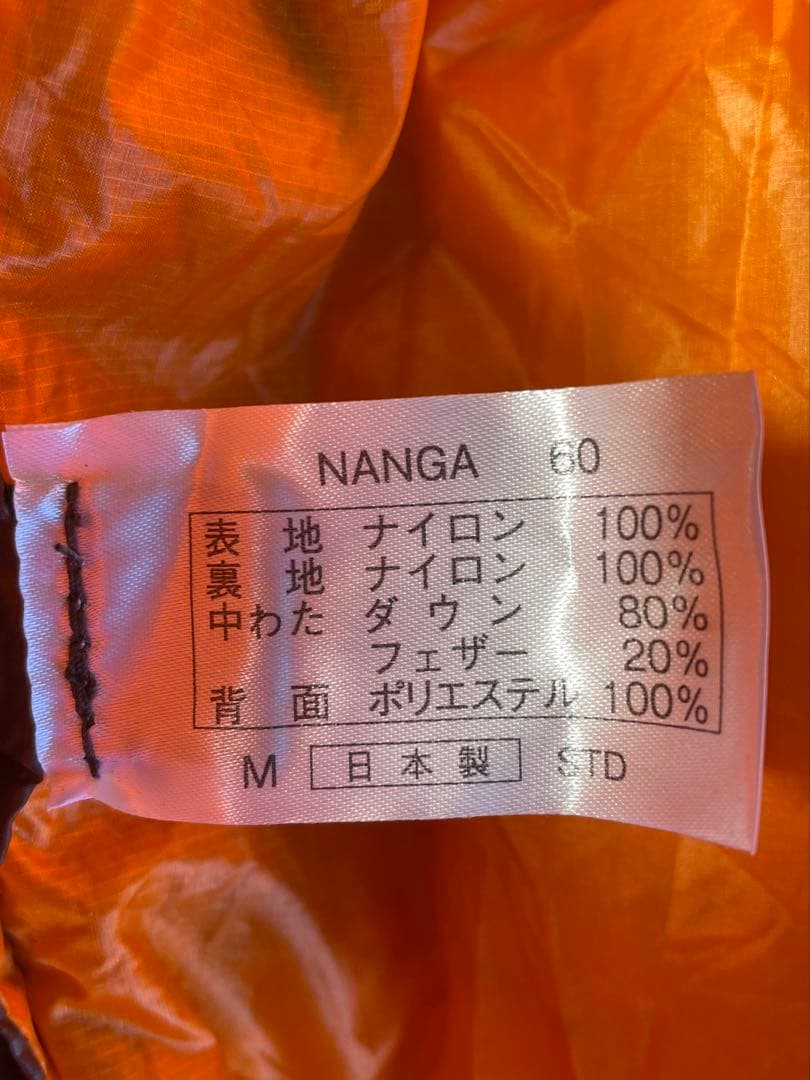 NANGA 60
表地 ナイロン 100%
裏地 ナイロン 100%
中わた ダウン 80%
フェザー 20%
背面 ポリエステル 100%
M 日本製 STD